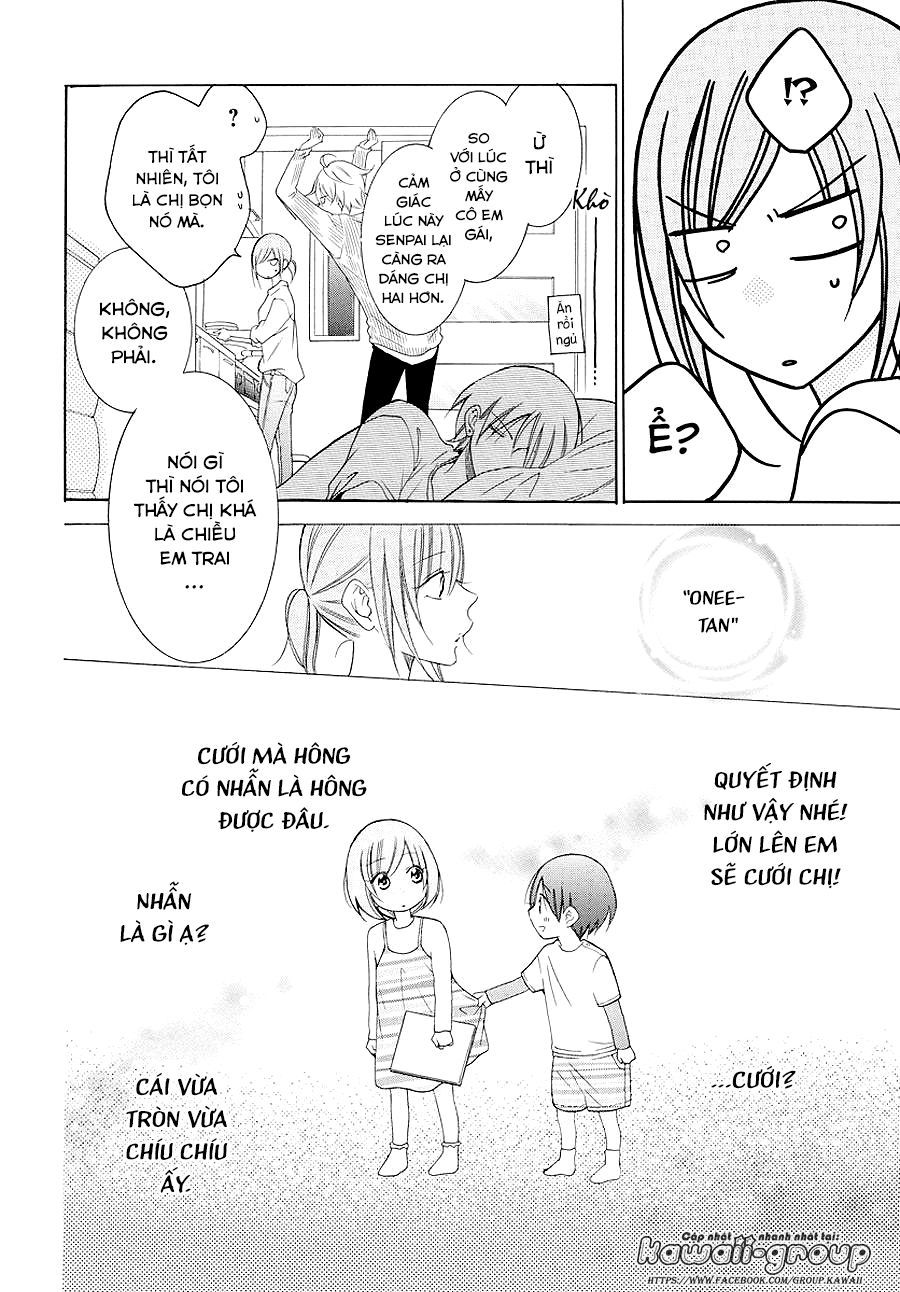 !?
Ể?
Ừ
THÌ
SO
VỚI LÚC
Ở CÙNG
MẤY
CÔ EM
GÁI,
CẢM
GIÁC
LÚC NÀY
SENPAI LẠI
CÀNG RA
DÁNG CHỊ
HAI HƠN.
Khò
Ăn
rồi
ngủ
?
THÌ TẤT
NHIÊN, TÔI
LÀ CHỊ BỌN
NÓ MÀ.
KHÔNG,
KHÔNG
PHẢI.
NÓI GÌ
THÌ NÓI TÔI
THẤY CHỊ KHÁ
LÀ CHIỀU
EM TRAI
...
"ONEE-
TAN"
QUYẾT ĐỊNH
NHƯ VẬY NHÉ!
LỚN LÊN EM
SẼ CƯỚI CHỊ!
...CƯỚI?
CƯỚI MÀ HÔNG
CÓ NHẪN LÀ HÔNG
ĐƯỢC ĐÂU.
NHẪN
LÀ GÌ Ạ?
CÁI VỪA
TRÒN VỪA
CHÍU CHÍU
ẤY.
Cập nhật nhanh nhất tại:
kawaii-group
HTTPS://WWW.FACEBOOK.COM/GROUP.KAWAII